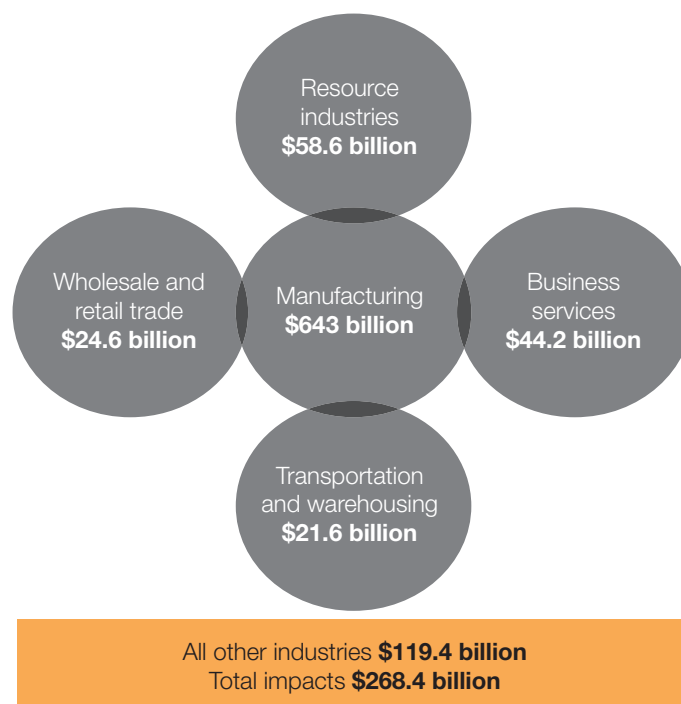 Resource
industries
$58.6 billion
Wholesale and
retail trade
$24.6 billion
Manufacturing
$643 billion
Business
services
$44.2 billion
Transportation
and warehousing
$21.6 billion
All other industries $119.4 billion
Total impacts $268.4 billion